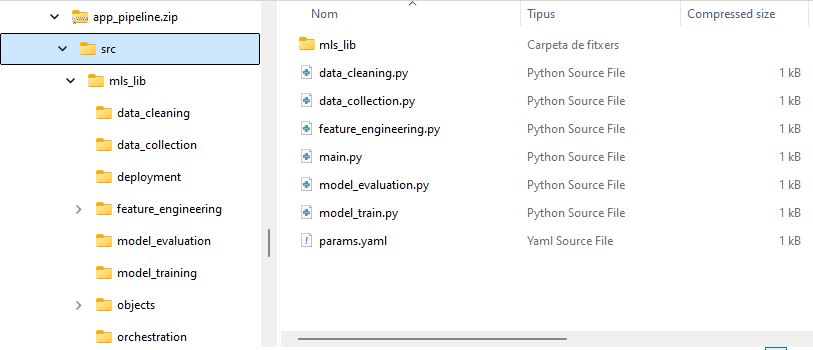 app_pipeline.zip
src
mls_lib
data_cleaning
data_collection
deployment
feature_engineering
model_evaluation
model_training
objects
orchestration
Nom Tipus Compressed size
mls_lib Carpeta de fitxers
data_cleaning.py Python Source File 1 kB
data_collection.py Python Source File 1 kB
feature_engineering.py Python Source File 1 kB
main.py Python Source File 1 kB
model_evaluation.py Python Source File 1 kB
model_train.py Python Source File 1 kB
params.yaml Yaml Source File 1 kB